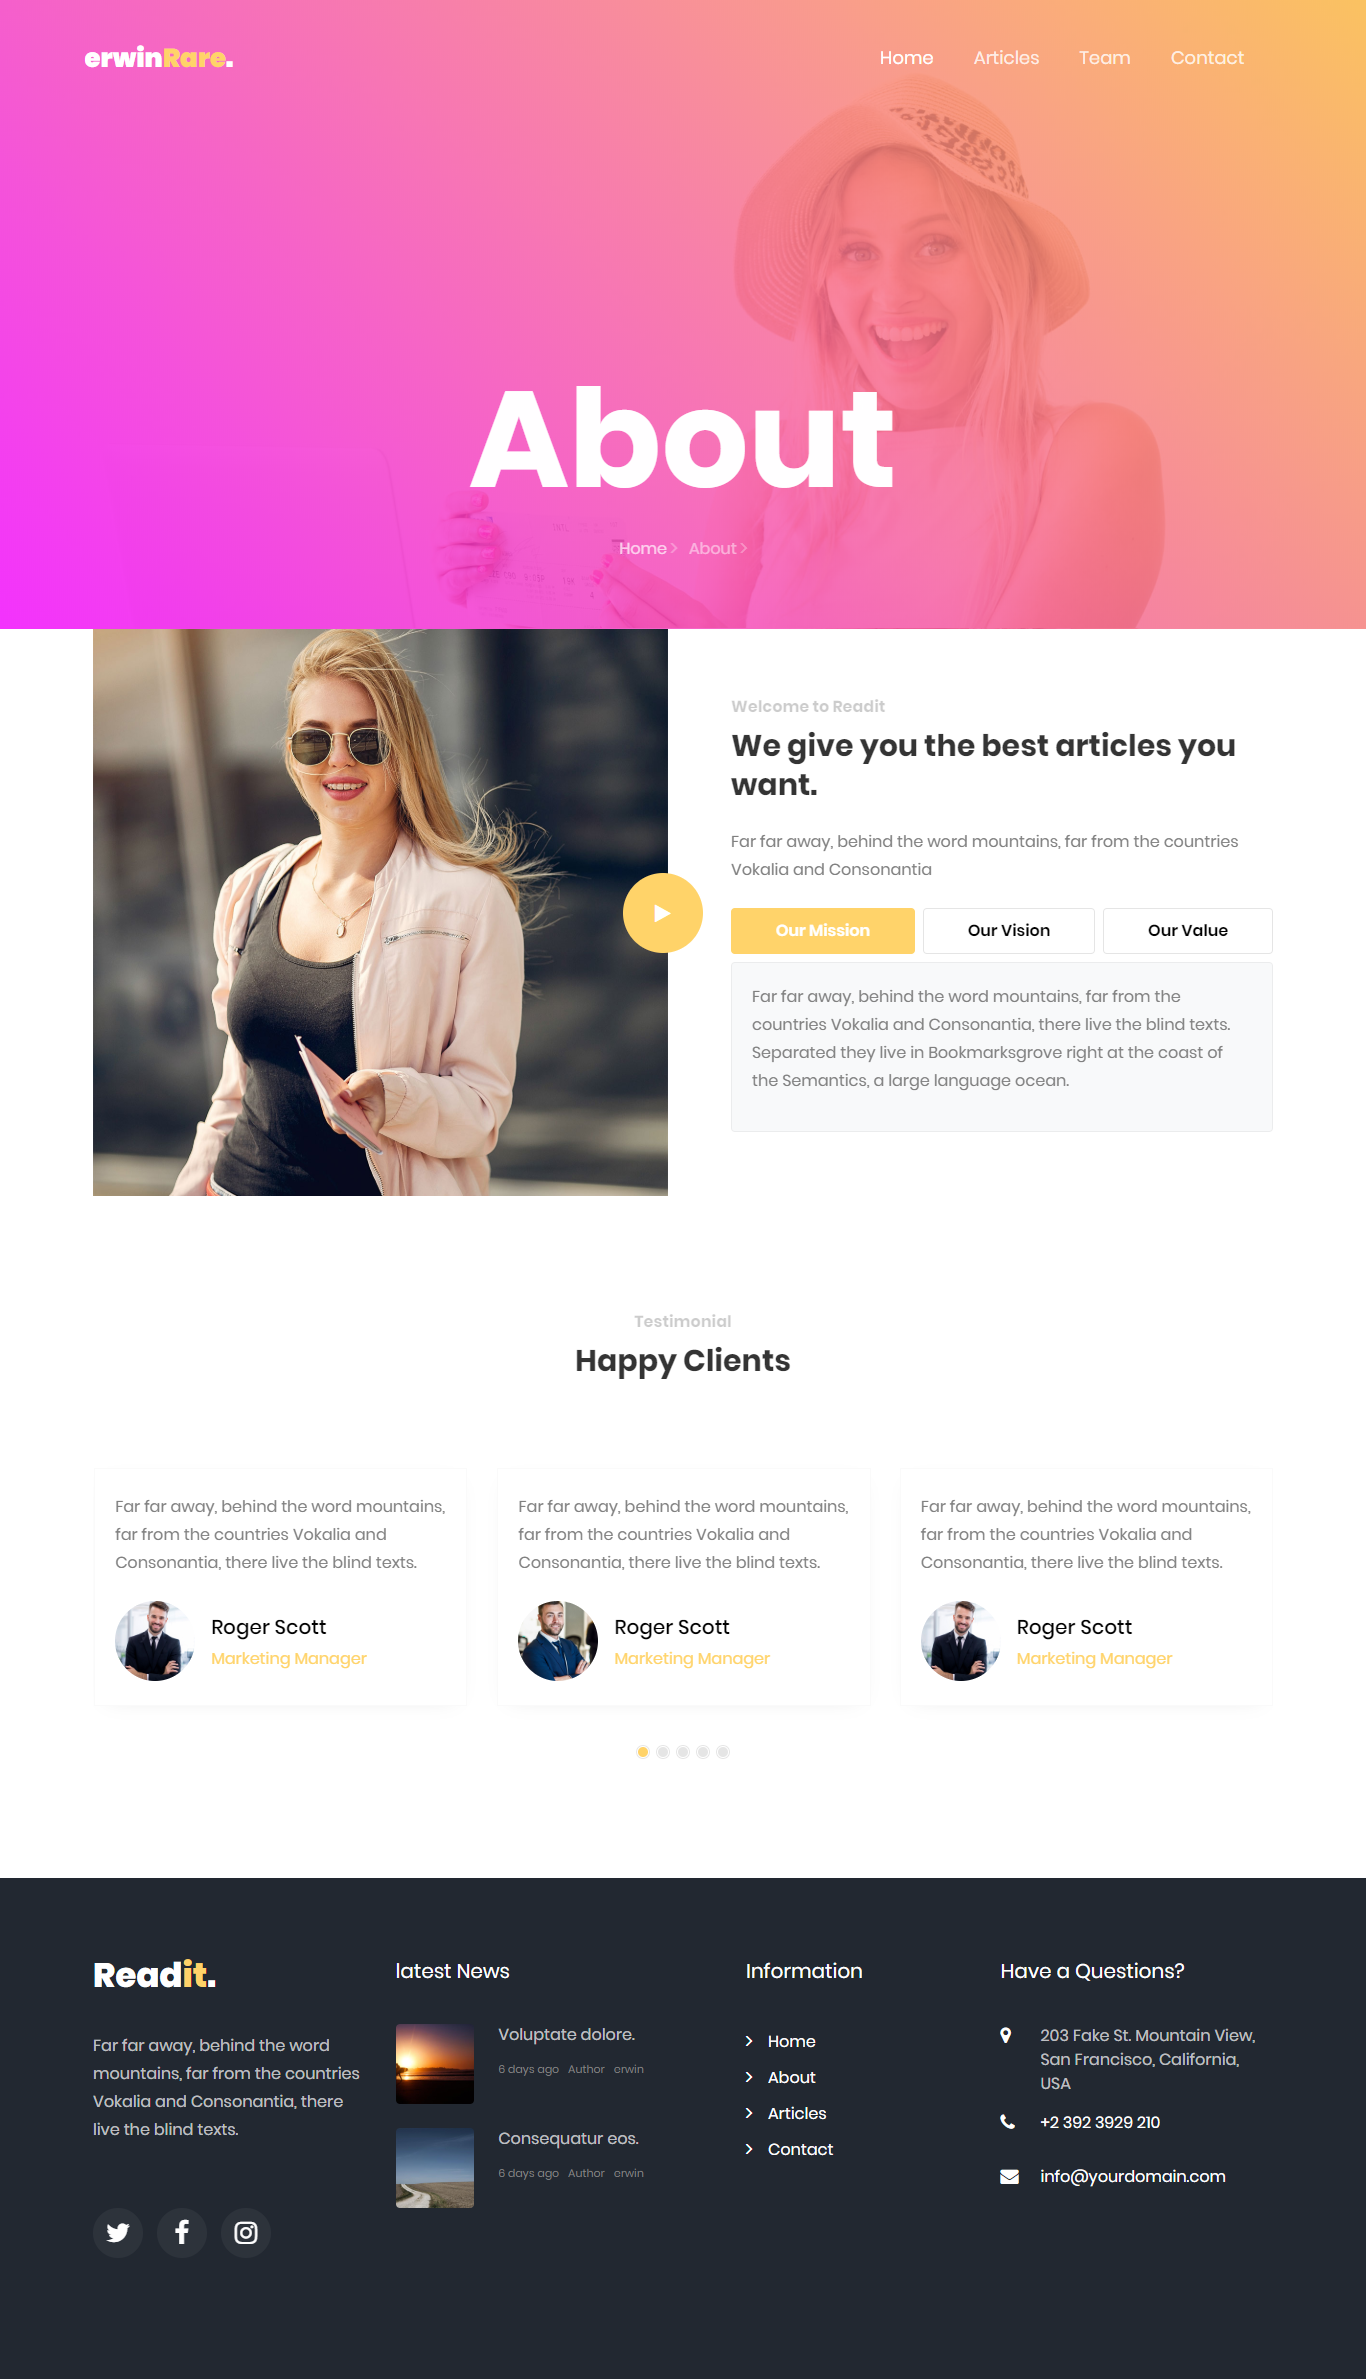 erwinRare.
Home Articles Team Contact
About
Home About
Welcome to Readit
We give you the best articles you
want.
Far far away, behind the word mountains, far from the countries
Vokalia and Consonantia
Our Mission Our Vision Our Value
Far far away, behind the word mountains, far from the
countries Vokalia and Consonantia, there live the blind texts.
Separated they live in Bookmarksgrove right at the coast of
the Semantics, a large language ocean.
Testimonial
Happy Clients
Far far away, behind the word mountains,
far from the countries Vokalia and
Consonantia, there live the blind texts.
Roger Scott
Marketing Manager
Far far away, behind the word mountains,
far from the countries Vokalia and
Consonantia, there live the blind texts.
Roger Scott
Marketing Manager
Far far away, behind the word mountains,
far from the countries Vokalia and
Consonantia, there live the blind texts.
Roger Scott
Marketing Manager
Readit.
Far far away, behind the word
mountains, far from the countries
Vokalia and Consonantia, there
live the blind texts.
latest News
Voluptate dolore.
6 days ago Author erwin
Consequatur eos.
6 days ago Author erwin
Information
Home
About
Articles
Contact
Have a Questions?
203 Fake St. Mountain View,
San Francisco, California,
USA
+2 392 3929 210
info@yourdomain.com